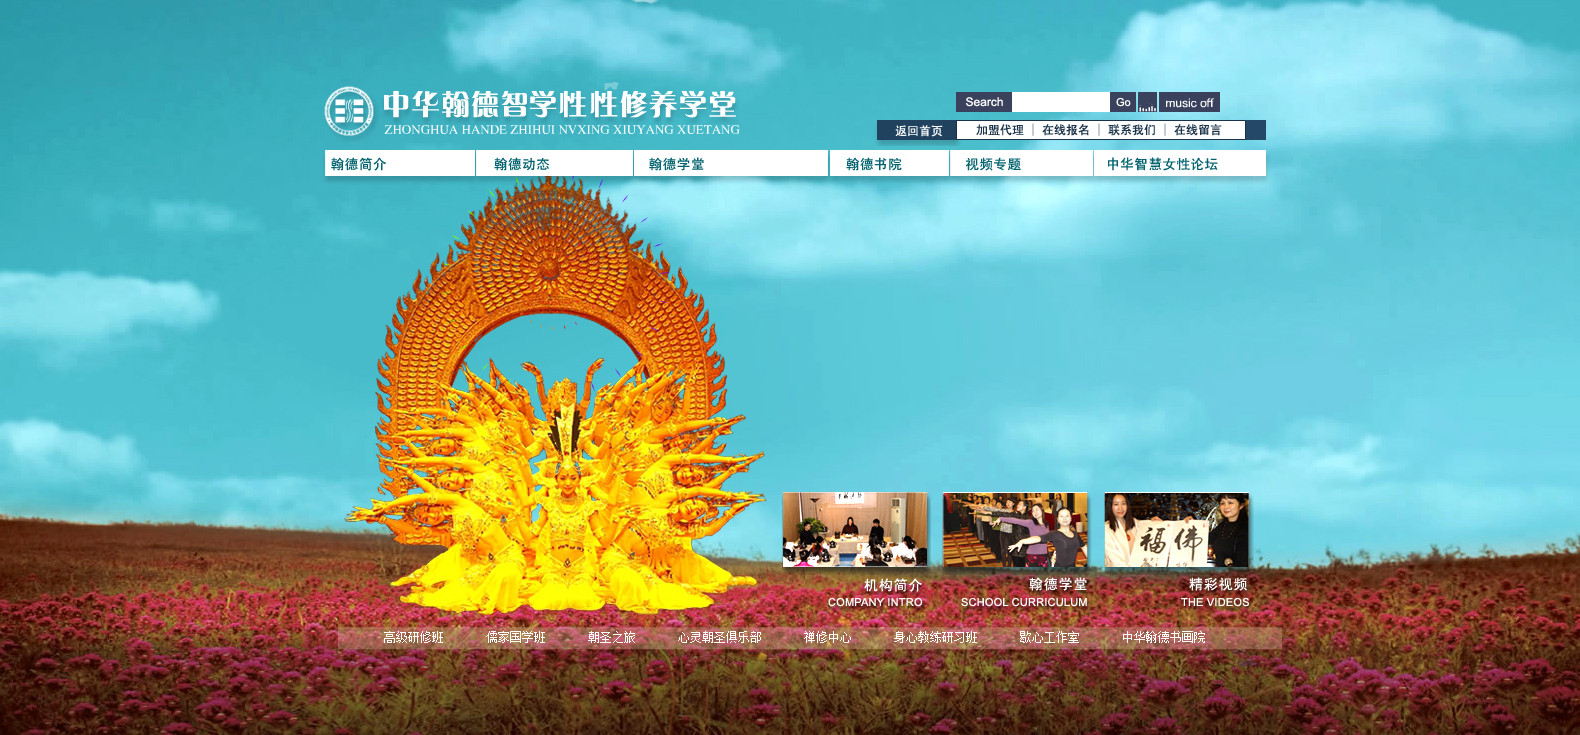 Search Go music off
中华翰德智学性性修养学堂
ZHONGHUA HANDE ZHIHUI NVXING XIUYANG XUETANG
返回首页 加盟代理 | 在线报名 | 联系我们 | 在线留言
翰德简介 翰德动态 翰德学堂 翰德书院 视频专题 中华智慧女性论坛
福 佛
机构简介 翰德学堂 精彩视频
COMPANY INTRO SCHOOL CURRICULUM THE VIDEOS
高级研修班 儒家国学班 朝圣之旅 心灵朝圣俱乐部 禅修中心 身心教练研习班 歇心工作室 中华翰德书画院